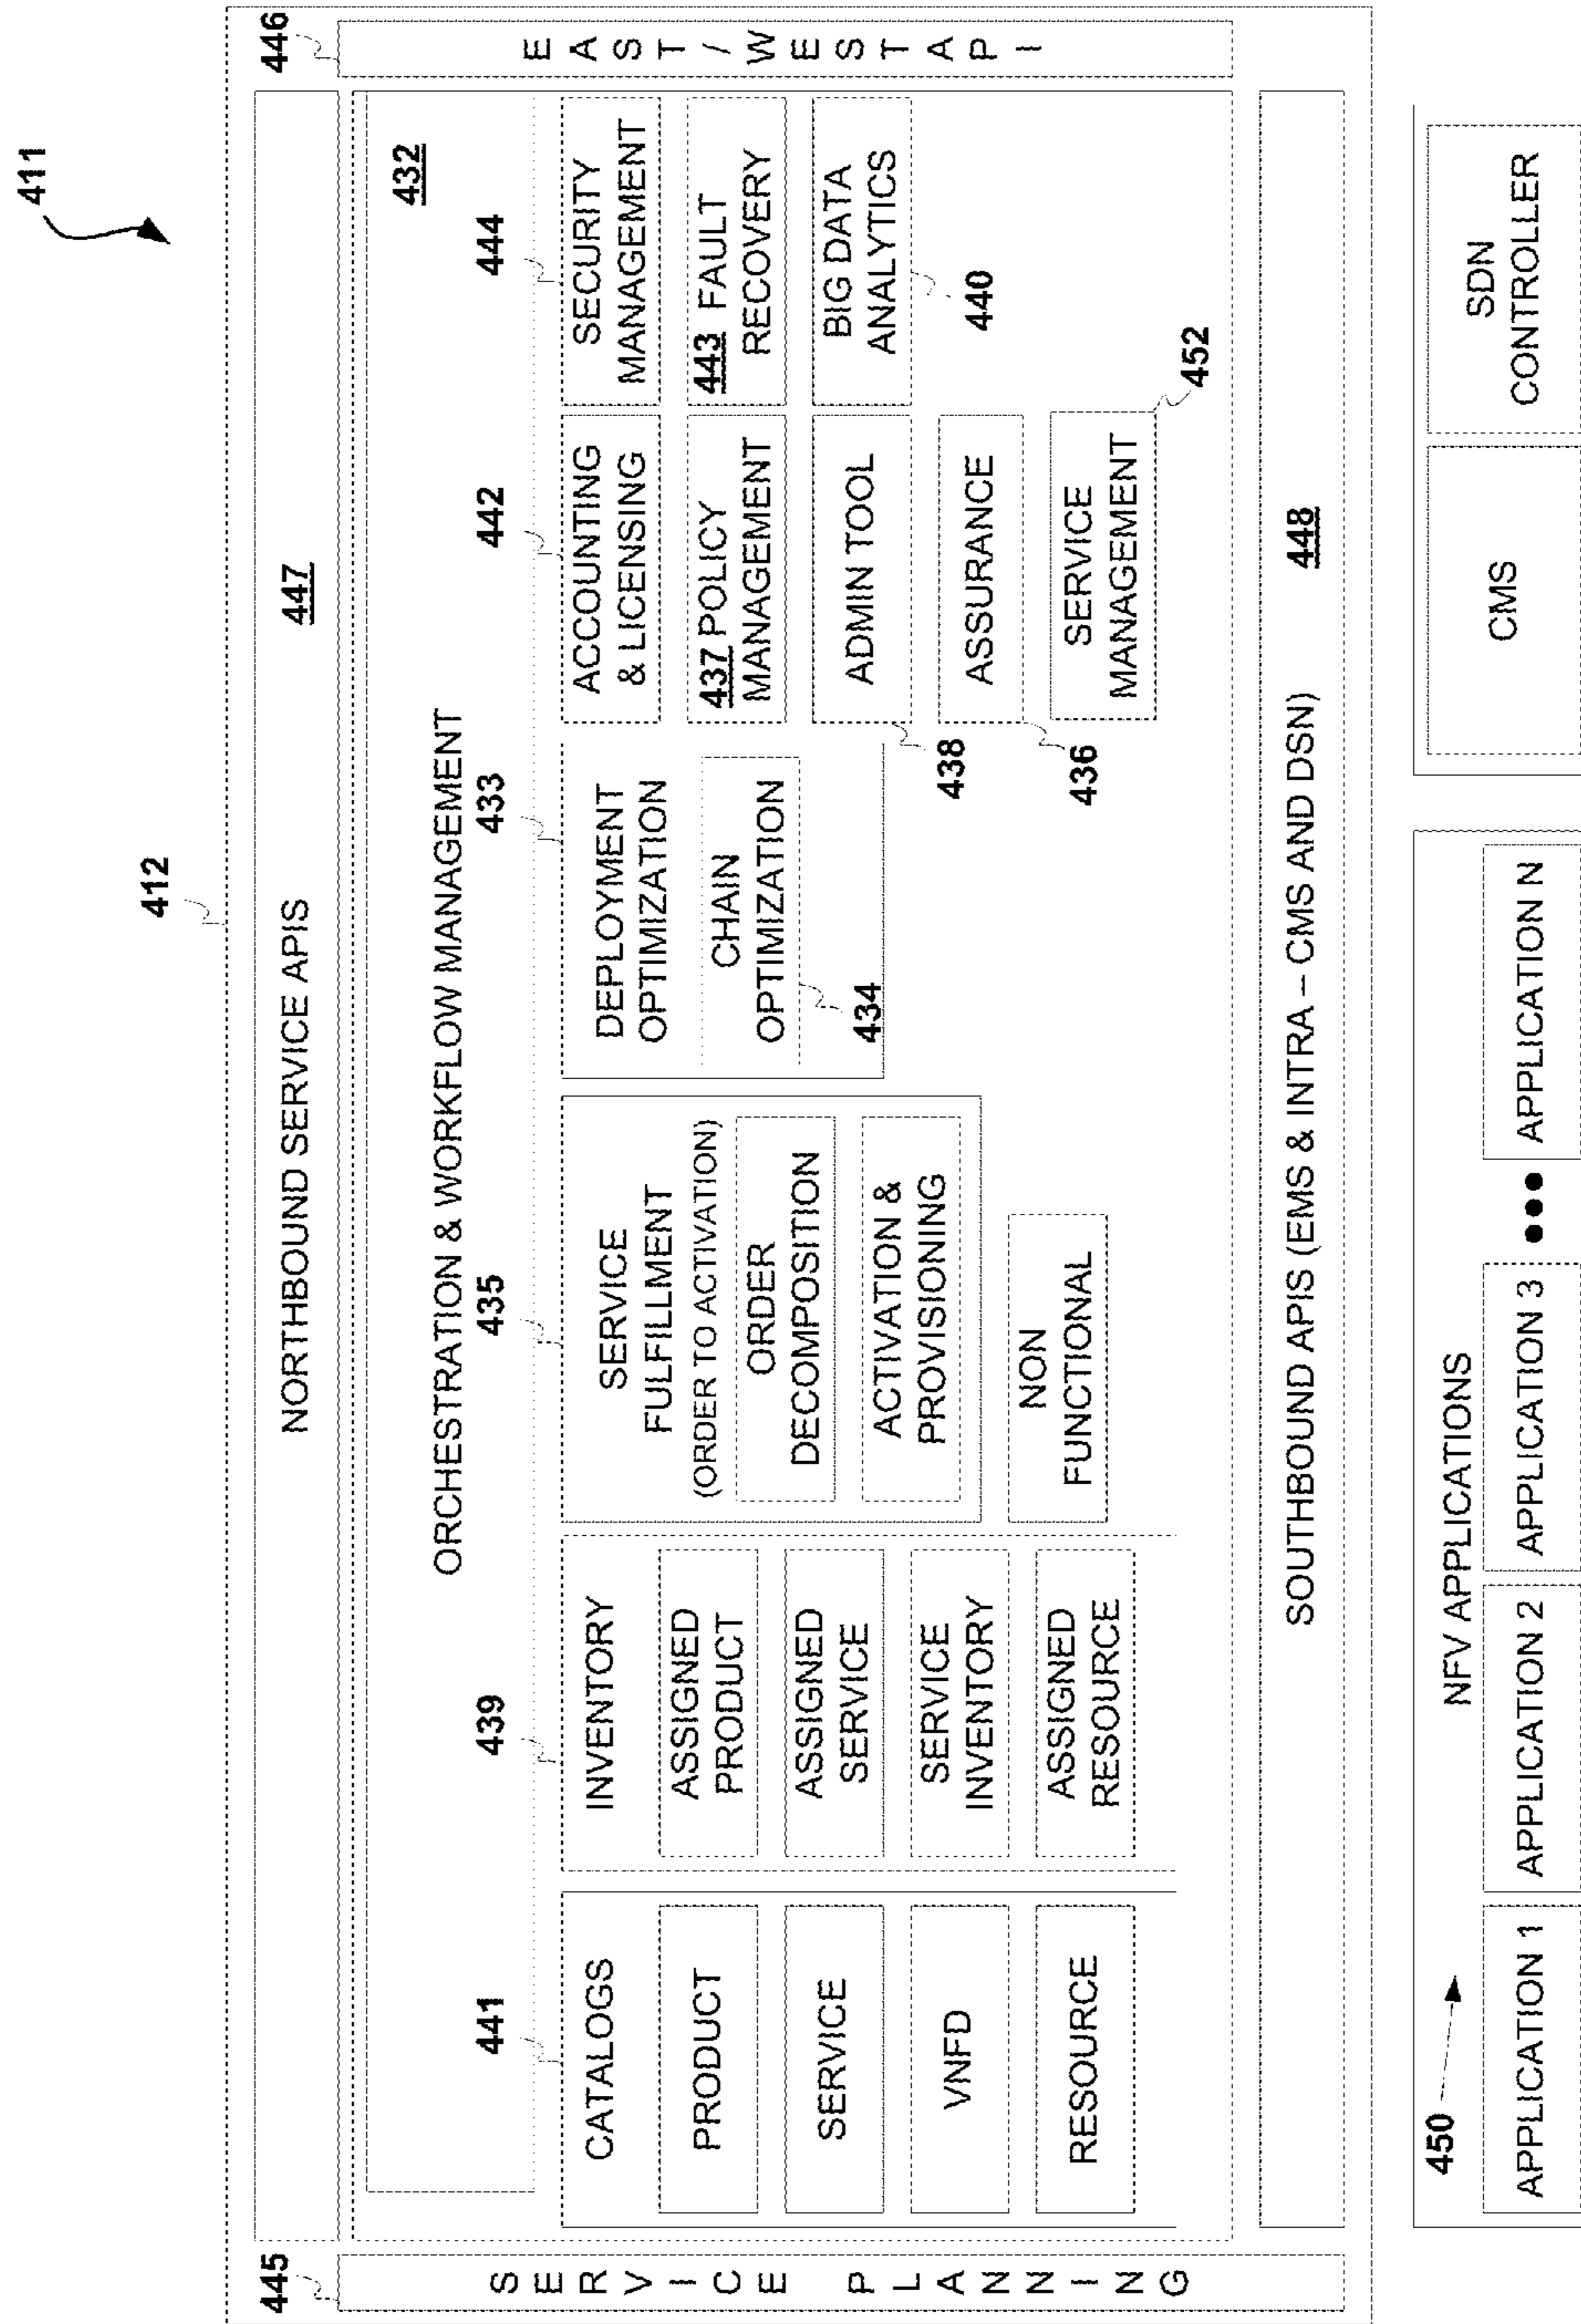 411
412
446
447
NORTHBOUND SERVICE APIS
445
SERVICE PLANNING
EAST/WEST API
ORCHESTRATION & WORKFLOW MANAGEMENT
432
441
CATALOGS
PRODUCT
SERVICE
VNFD
RESOURCE
439
INVENTORY
ASSIGNED
PRODUCT
ASSIGNED
SERVICE
SERVICE
INVENTORY
ASSIGNED
RESOURCE
435
SERVICE
FULFILLMENT
(ORDER TO ACTIVATION)
ORDER
DECOMPOSITION
ACTIVATION &
PROVISIONING
NON
FUNCTIONAL
433
DEPLOYMENT
OPTIMIZATION
CHAIN
OPTIMIZATION
434
442
ACCOUNTING
& LICENSING
437 POLICY
MANAGEMENT
ADMIN TOOL
438
ASSURANCE
436
SERVICE
MANAGEMENT
452
444
SECURITY
MANAGEMENT
443 FAULT
RECOVERY
BIG DATA
ANALYTICS
440
SOUTHBOUND APIS (EMS & INTRA – CMS AND DSN)
448
450
NFV APPLICATIONS
APPLICATION 1
APPLICATION 2
APPLICATION 3
●●●
APPLICATION N
CMS
SDN
CONTROLLER